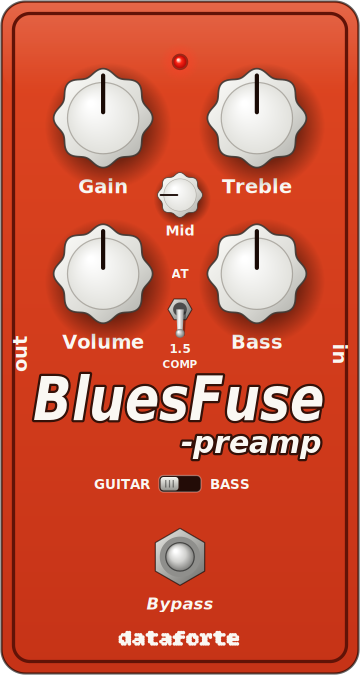 Gain
Treble
Mid
AT
Volume
Bass
1.5
COMP
out
in
BluesFuse
-preamp
GUITAR BASS
Bypass
dataforte